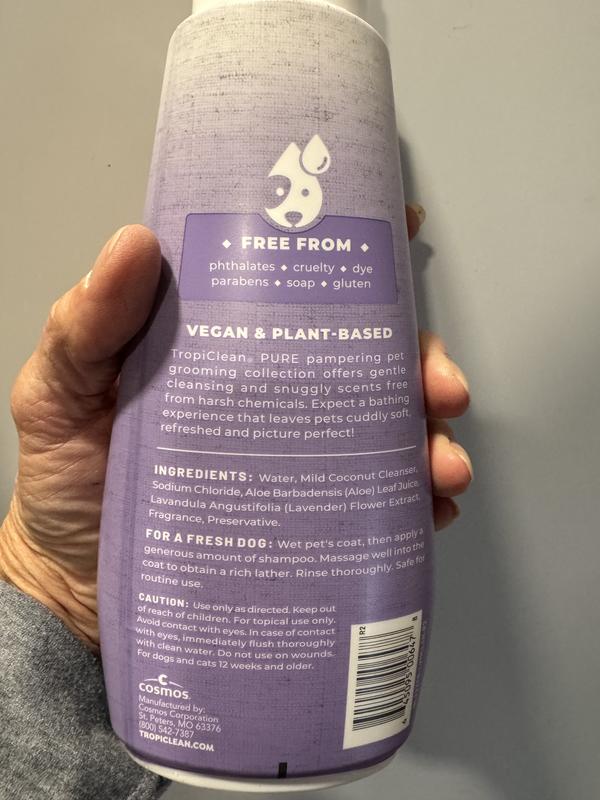 ◆ FREE FROM ◆
phthalates ◆ cruelty ◆ dye
parabens ◆ soap ◆ gluten
VEGAN & PLANT-BASED
TropiClean® PURE pampering pet
grooming collection offers gentle
cleansing and snuggly scents free
from harsh chemicals. Expect a bathing
experience that leaves pets cuddly soft,
refreshed and picture perfect!
INGREDIENTS: Water, Mild Coconut Cleanser,
Sodium Chloride, Aloe Barbadensis (Aloe) Leaf Juice,
Lavandula Angustifolia (Lavender) Flower Extract,
Fragrance, Preservative.
FOR A FRESH DOG: Wet pet's coat, then apply a
generous amount of shampoo. Massage well into the
coat to obtain a rich lather. Rinse thoroughly. Safe for
routine use.
CAUTION: Use only as directed. Keep out
of reach of children. For topical use only.
Avoid contact with eyes. In case of contact
with eyes, immediately flush thoroughly
with clean water. Do not use on wounds.
For dogs and cats 12 weeks and older.
COSMOS®
Manufactured by:
Cosmos Corporation
St. Peters, MO 63376
(800) 542-7387
TROPICLEAN.COM
R2